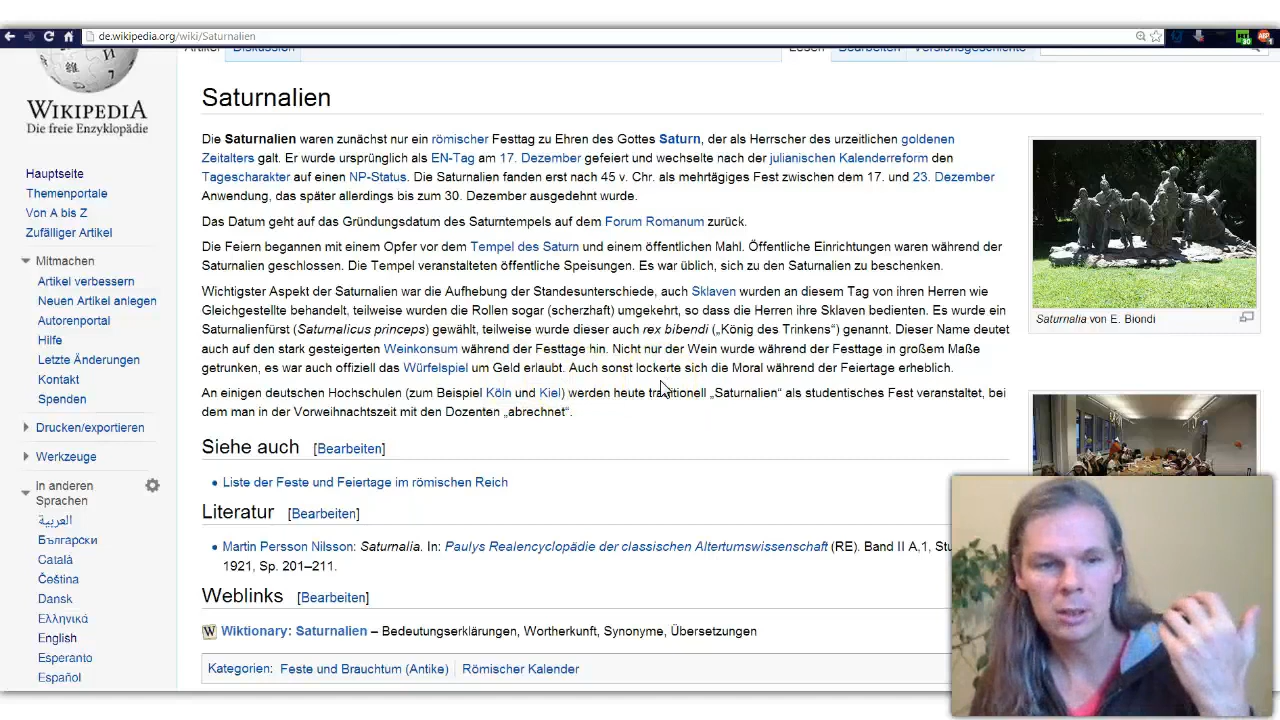 de.wikipedia.org/wiki/Saturnalien
Artikel Diskussion Lesen Bearbeiten Versionsgeschichte
WIKIPEDIA
Die freie Enzyklopädie
Hauptseite
Themenportale
Von A bis Z
Zufälliger Artikel
Mitmachen
Artikel verbessern
Neuen Artikel anlegen
Autorenportal
Hilfe
Letzte Änderungen
Kontakt
Spenden
Drucken/exportieren
Werkzeuge
In anderen
Sprachen
العربية
Български
Català
Čeština
Dansk
Ελληνικά
English
Esperanto
Español
Saturnalien
Die Saturnalien waren zunächst nur ein römischer Festtag zu Ehren des Gottes Saturn, der als Herrscher des urzeitlichen goldenen
Zeitalters galt. Er wurde ursprünglich als EN-Tag am 17. Dezember gefeiert und wechselte nach der julianischen Kalenderreform den
Tagescharakter auf einen NP-Status. Die Saturnalien fanden erst nach 45 v. Chr. als mehrtägiges Fest zwischen dem 17. und 23. Dezember
Anwendung, das später allerdings bis zum 30. Dezember ausgedehnt wurde.
Das Datum geht auf das Gründungsdatum des Saturntempels auf dem Forum Romanum zurück.
Die Feiern begannen mit einem Opfer vor dem Tempel des Saturn und einem öffentlichen Mahl. Öffentliche Einrichtungen waren während der
Saturnalien geschlossen. Die Tempel veranstalteten öffentliche Speisungen. Es war üblich, sich zu den Saturnalien zu beschenken.
Wichtigster Aspekt der Saturnalien war die Aufhebung der Standesunterschiede, auch Sklaven wurden an diesem Tag von ihren Herren wie
Gleichgestellte behandelt, teilweise wurden die Rollen sogar (scherzhaft) umgekehrt, so dass die Herren ihre Sklaven bedienten. Es wurde ein
Saturnalienfürst (Saturnalicus princeps) gewählt, teilweise wurde dieser auch rex bibendi („König des Trinkens“) genannt. Dieser Name deutet
auch auf den stark gesteigerten Weinkonsum während der Festtage hin. Nicht nur der Wein wurde während der Festtage in großem Maße
getrunken, es war auch offiziell das Würfelspiel um Geld erlaubt. Auch sonst lockerte sich die Moral während der Feiertage erheblich.
An einigen deutschen Hochschulen (zum Beispiel Köln und Kiel) werden heute traditionell „Saturnalien“ als studentisches Fest veranstaltet, bei
dem man in der Vorweihnachtszeit mit den Dozenten „abrechnet“.
Siehe auch [Bearbeiten]
Liste der Feste und Feiertage im römischen Reich
Literatur [Bearbeiten]
Martin Persson Nilsson: Saturnalia. In: Paulys Realencyclopädie der classischen Altertumswissenschaft (RE). Band II A,1, Stu
1921, Sp. 201–211.
Weblinks [Bearbeiten]
W Wiktionary: Saturnalien – Bedeutungserklärungen, Wortherkunft, Synonyme, Übersetzungen
Kategorien: Feste und Brauchtum (Antike) Römischer Kalender
Saturnalia von E. Biondi